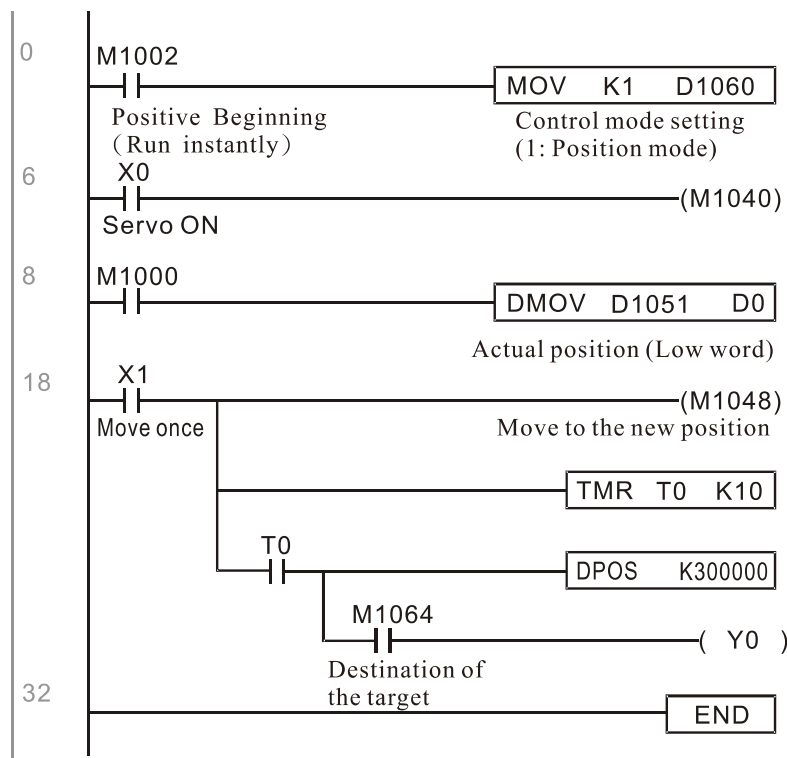 0
M1002
MOV K1 D1060
Positive Beginning
(Run instantly)
Control mode setting
(1: Position mode)
6
X0
(M1040)
Servo ON
8
M1000
DMOV D1051 D0
Actual position (Low word)
18
X1
(M1048)
Move once
Move to the new position
TMR T0 K10
T0
DPOS K300000
M1064
( Y0 )
Destination of
the target
32
END